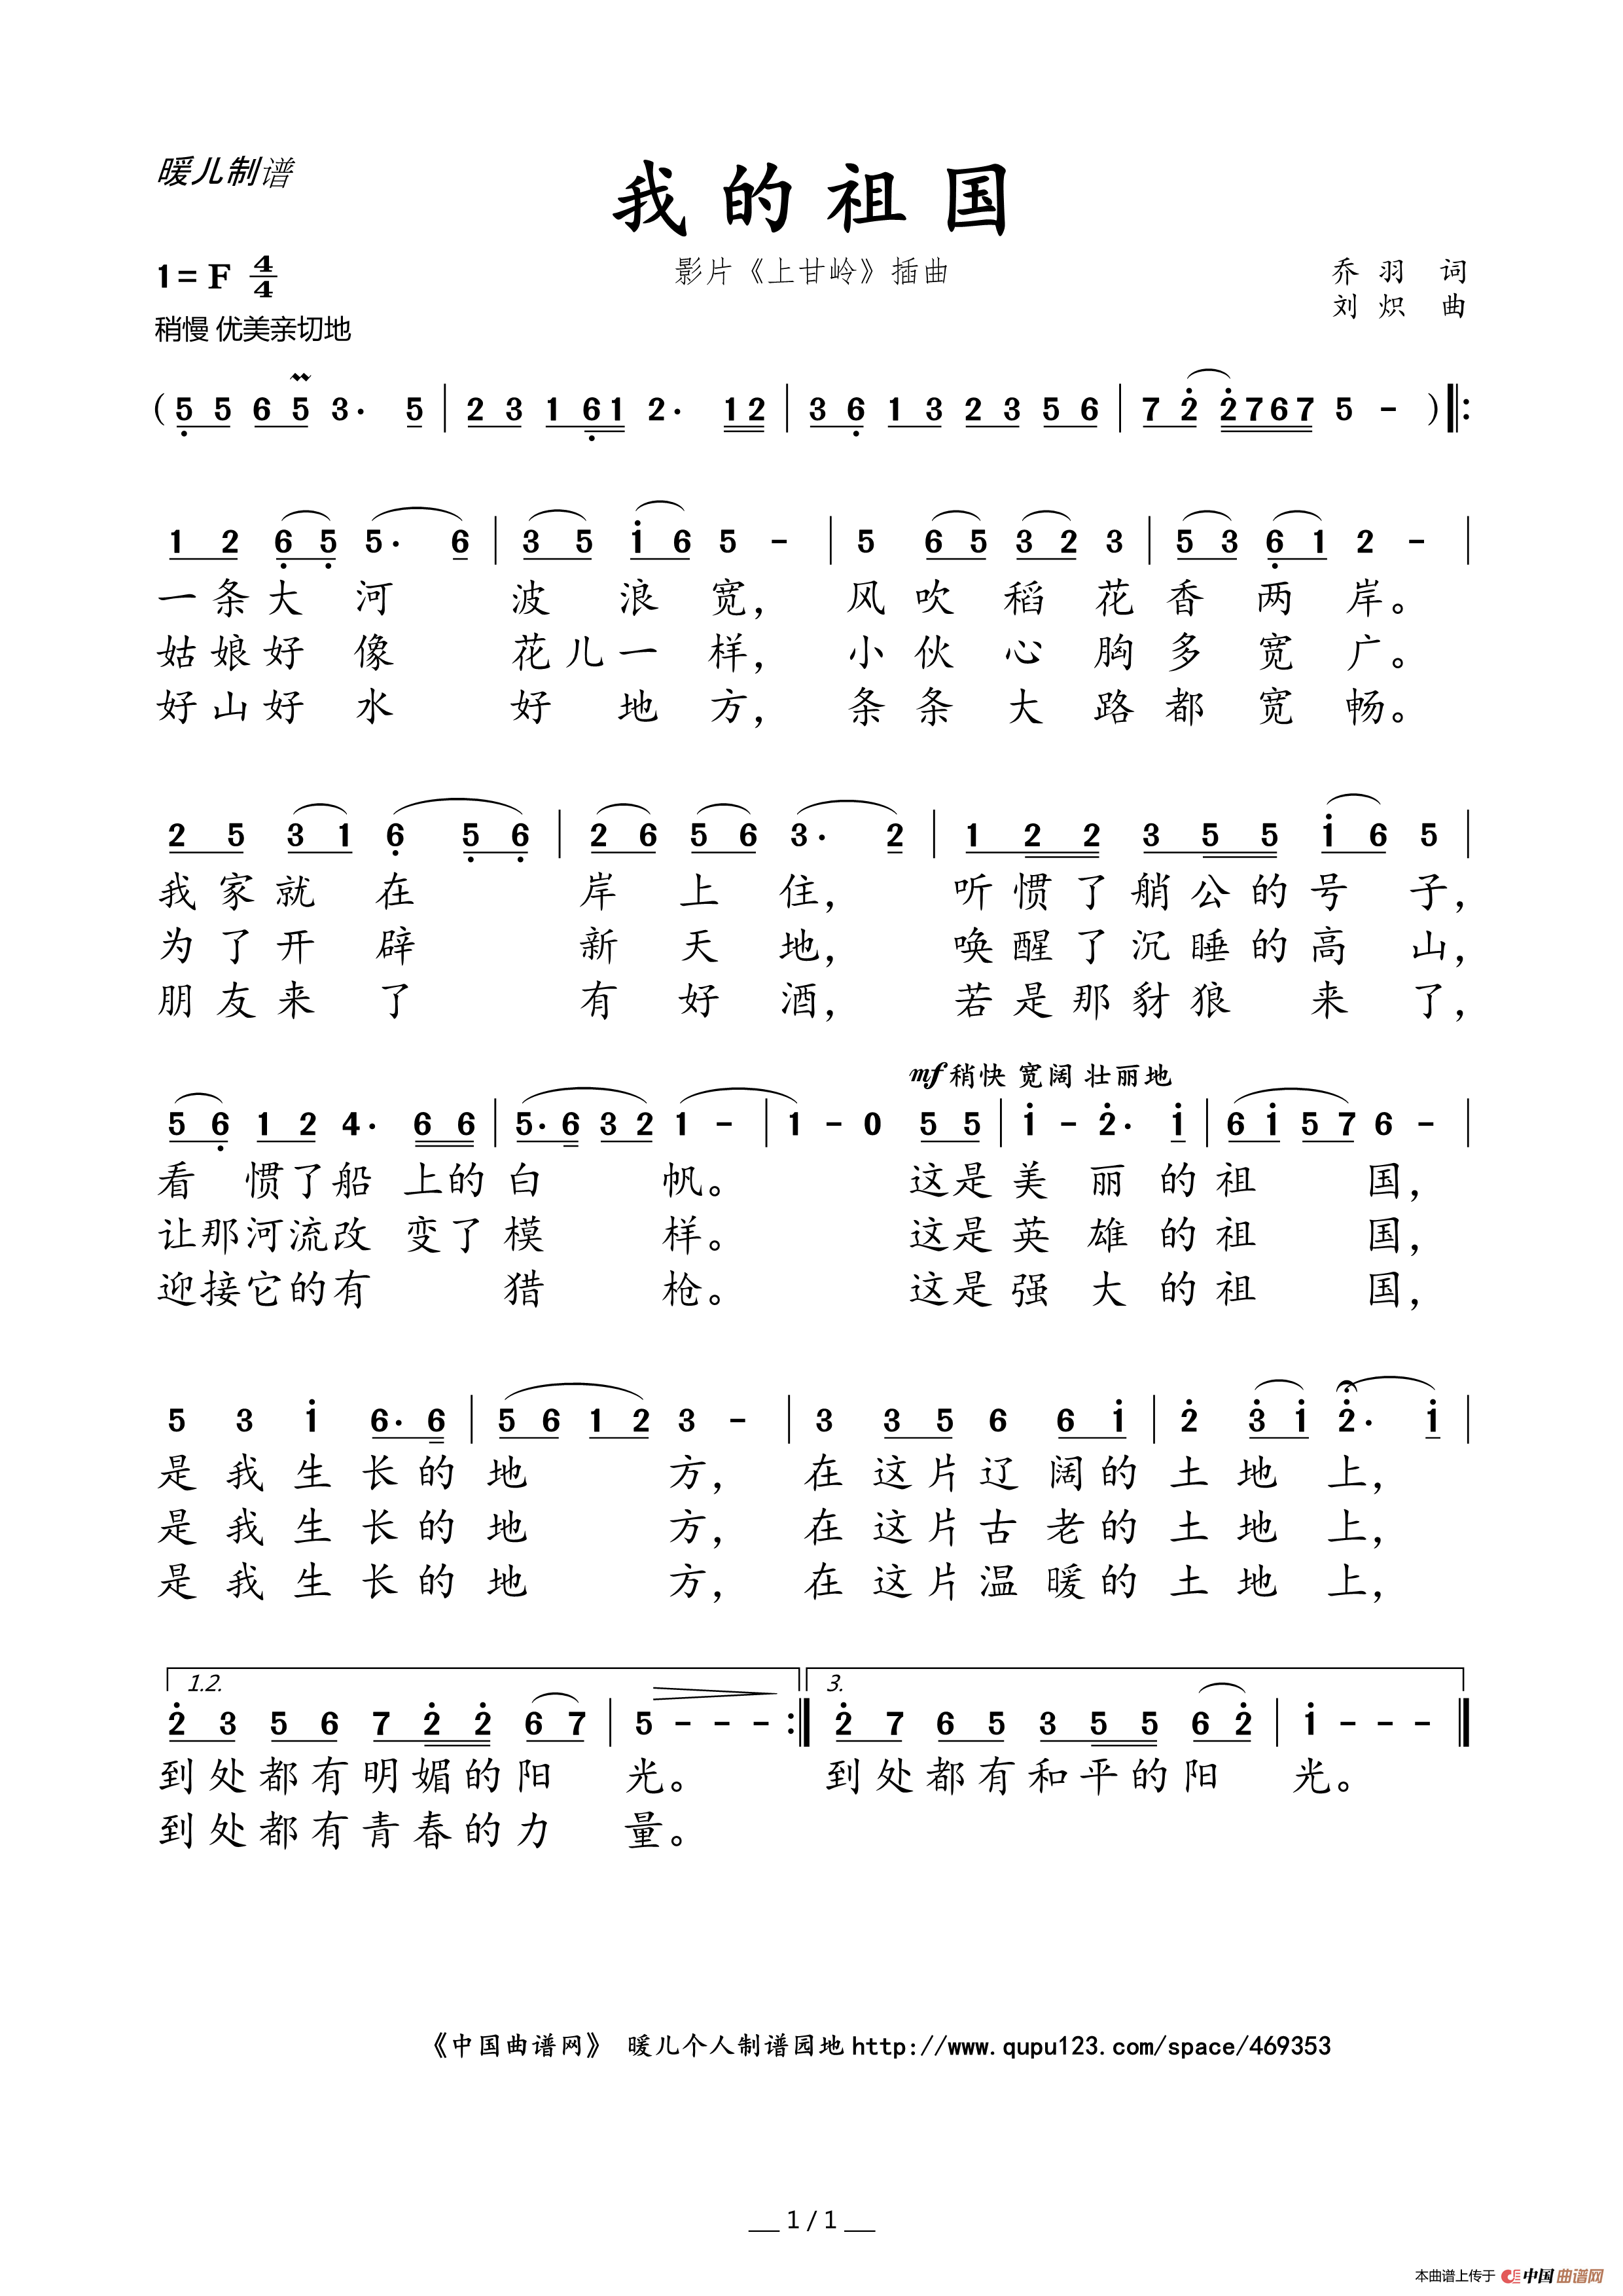 暖儿制谱
我的祖国
影片《上甘岭》插曲
1=F 4/4
乔羽 词
刘炽 曲
稍慢 优美亲切地
( 5 5 6 5 3. 5 | 2 3 1 6 1 2. 1 2 | 3 6 1 3 2 3 5 6 | 7 2 2 7 6 7 5 - ) ‖:
1 2 6 5 5. 6 | 3 5 1 6 5 - | 5 6 5 3 2 3 | 5 3 6 1 2 - |
一条大河 波浪宽，风吹稻花香两岸。
姑娘好像 花儿一样，小伙心胸多宽广。
好山好水 好地方，条条大路都宽畅。
2 5 3 1 6 5 6 | 2 6 5 6 3. 2 | 1 2 2 3 5 5 1 6 5 |
我家就在 岸上住，听惯了艄公的号子，
为了开辟 新天地，唤醒了沉睡的高山，
朋友来了 有好酒，若是那豺狼来了，
mf 稍快 宽阔 壮丽地
5 6 1 2 4. 6 6 | 5. 6 3 2 1 - | 1 - 0 5 5 | 1 - 2. 1 | 6 1 5 7 6 - |
看惯了船上的白帆。这是美丽的祖国，
让那河流改变了模样。这是英雄的祖国，
迎接它的有猎枪。这是强大的祖国，
5 3 1 6. 6 | 5 6 1 2 3 - | 3 3 5 6 6 1 | 2 3 1 2. 1 |
是我生长的地方，在这片辽阔的土地上，
是我生长的地方，在这片古老的土地上，
是我生长的地方，在这片温暖的土地上，
1.2. 3.
2 3 5 6 7 2 2 6 7 | 5 - - - :‖ 2 7 6 5 3 5 5 6 2 | 1 - - - ‖
到处都有明媚的阳光。 到处都有和平的阳光。
到处都有青春的力量。
《中国曲谱网》 暖儿个人制谱园地 http://www.qupu123.com/space/469353
1 / 1
本曲谱上传于 中国曲谱网